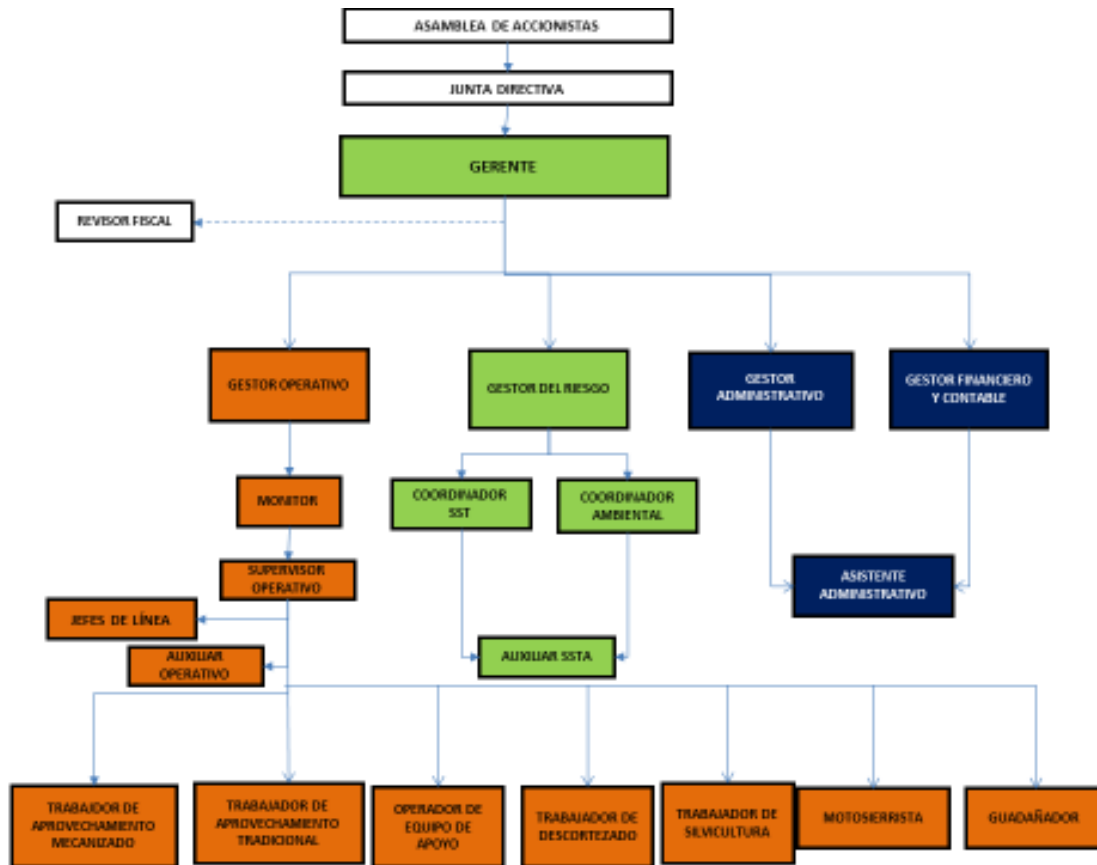 ASAMBLEA DE ACCIONISTAS
JUNTA DIRECTIVA
GERENTE
REVISOR FISCAL
GESTOR OPERATIVO
GESTOR DEL RIESGO
GESTOR
ADMINISTRATIVO
GESTOR FINANCIERO
Y CONTABLE
MONITOR
COORDINADOR
SST
COORDINADOR
AMBIENTAL
SUPERVISOR
OPERATIVO
ASISTENTE
ADMINISTRATIVO
JEFES DE LÍNEA
AUXILIAR
OPERATIVO
AUXILIAR SSTA
TRABAJDOR DE
APROVECHAMIENTO
MECANIZADO
TRABAJADOR DE
APROVECHAMIENTO
TRADICIONAL
OPERADOR DE
EQUIPO DE
APOYO
TRABAJADOR DE
DESCORTEZADO
TRABAJADOR DE
SILVICULTURA
MOTOSIERRISTA
GUADAÑADOR